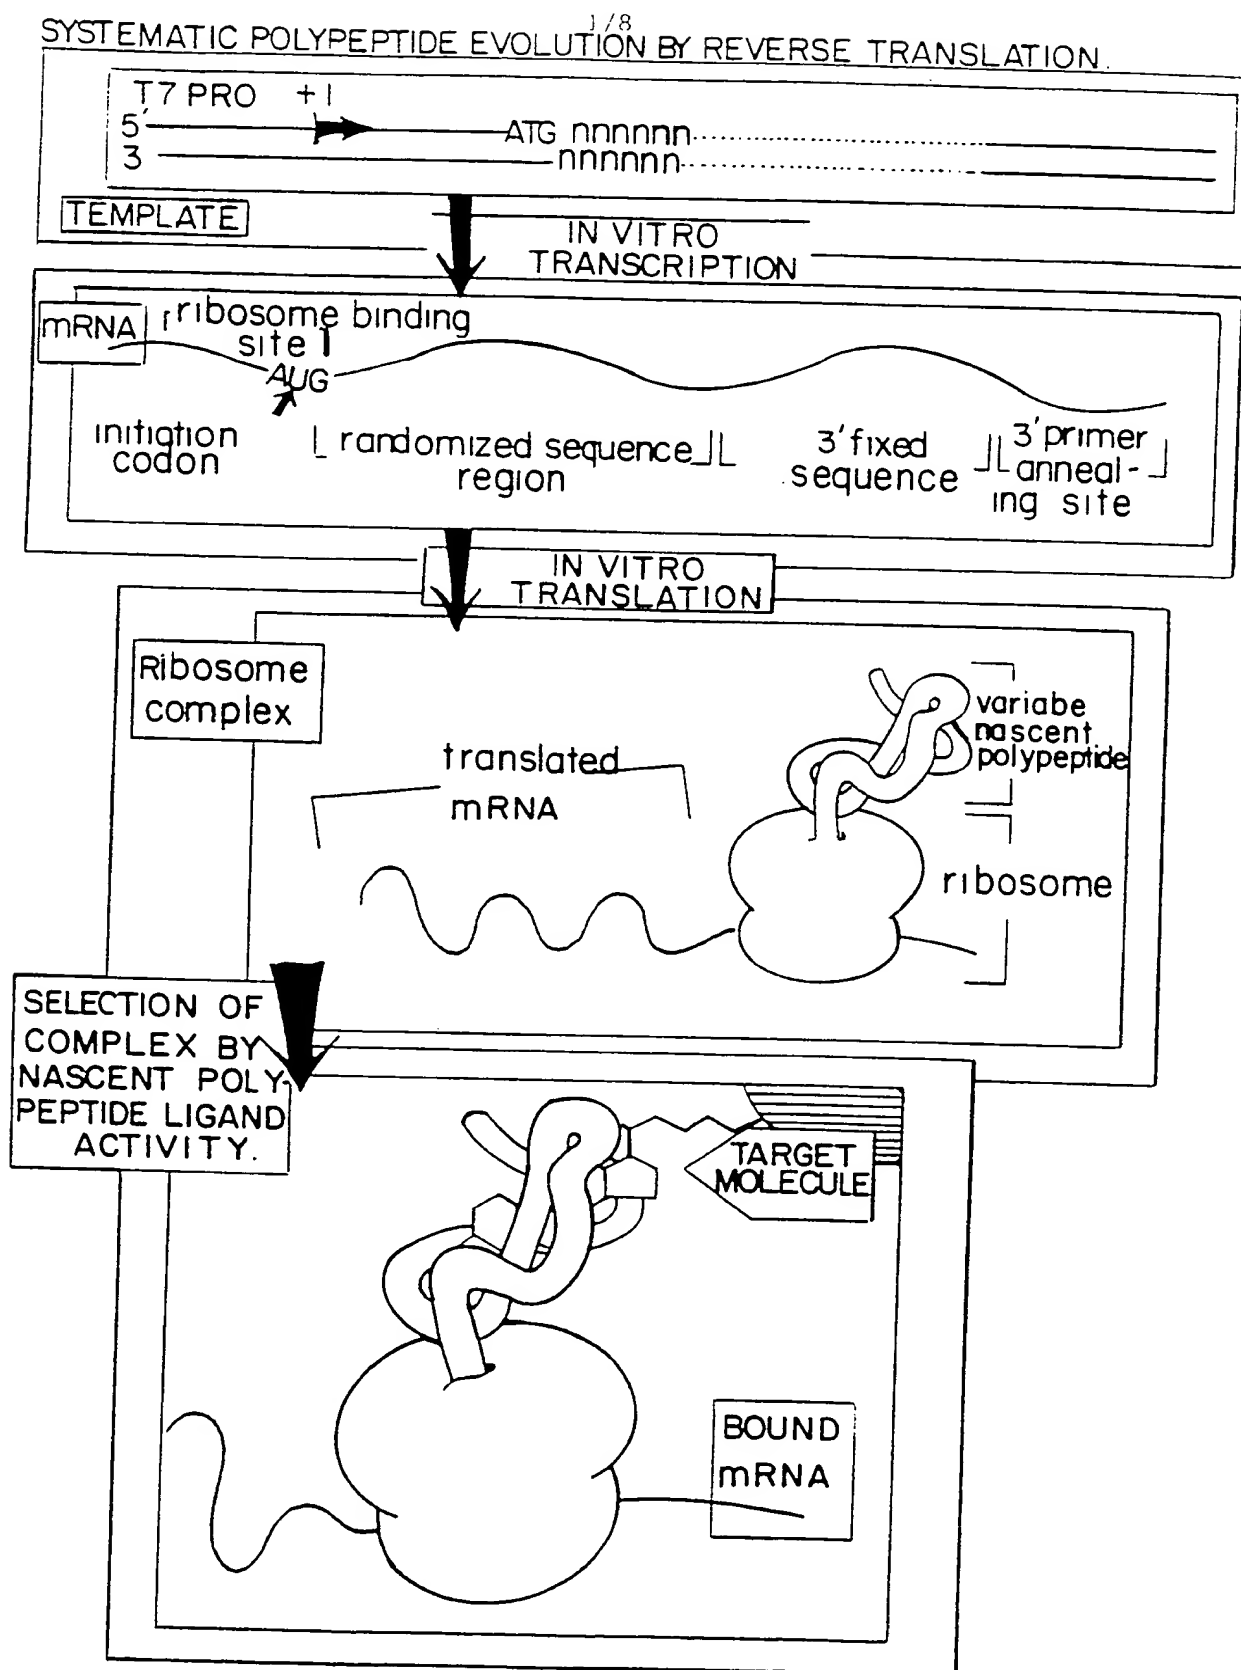 1/8
SYSTEMATIC POLYPEPTIDE EVOLUTION BY REVERSE TRANSLATION.
T7 PRO +1
5' ATG nnnnnn
3 nnnnnn
TEMPLATE
IN VITRO
TRANSCRIPTION
mRNA
ribosome binding
site
AUG
initiation
codon
randomized sequence
region
3' fixed
sequence
3' primer
anneal-
ing site
IN VITRO
TRANSLATION
Ribosome
complex
translated
mRNA
variabe
nascent
polypeptide
ribosome
SELECTION OF
COMPLEX BY
NASCENT POLY-
PEPTIDE LIGAND
ACTIVITY.
TARGET
MOLECULE
BOUND
mRNA